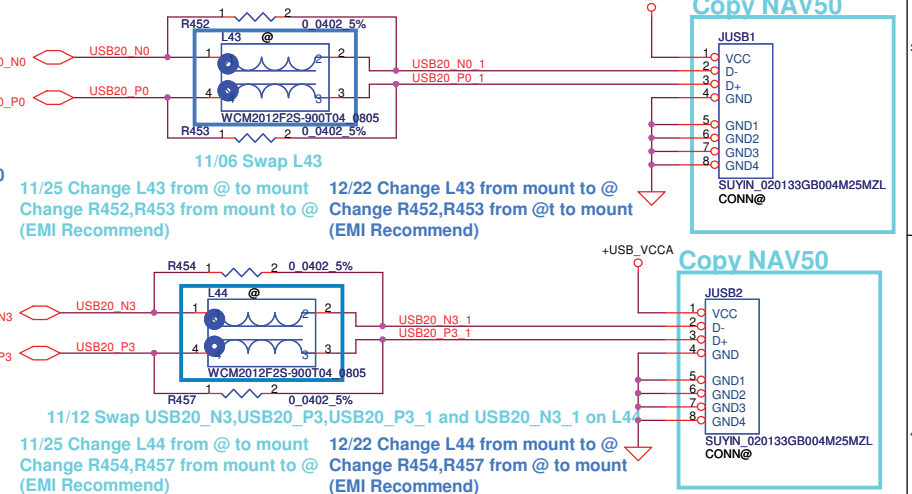 Copy NAV50
R452 1 2 0_0402_5%
L43 @
JUSB1
USB20_N0 1 2
0_N0
USB20_N0_1
USB20_P0_1
USB20_P0 4 3
0_P0
1 VCC
2 D-
3 D+
4 GND
5 GND1
6 GND2
7 GND3
8 GND4
WCM2012F2S-900T04_0805
R453 1 2 0_0402_5%
11/06 Swap L43
SUYIN_020133GB004M25MZL
CONN@
11/25 Change L43 from @ to mount
Change R452,R453 from mount to @
(EMI Recommend)
12/22 Change L43 from mount to @
Change R452,R453 from @t to mount
(EMI Recommend)
+USB_VCCA
Copy NAV50
R454 1 2 0_0402_5%
L44 @
JUSB2
USB20_N3 1 2
N3
USB20_N3_1
USB20_P3_1
USB20_P3 4 3
P3
1 VCC
2 D-
3 D+
4 GND
5 GND1
6 GND2
7 GND3
8 GND4
WCM2012F2S-900T04_0805
R457 1 2 0_0402_5%
11/12 Swap USB20_N3,USB20_P3,USB20_P3_1 and USB20_N3_1 on L44
SUYIN_020133GB004M25MZL
CONN@
11/25 Change L44 from @ to mount
Change R454,R457 from mount to @
(EMI Recommend)
12/22 Change L44 from mount to @
Change R454,R457 from @ to mount
(EMI Recommend)